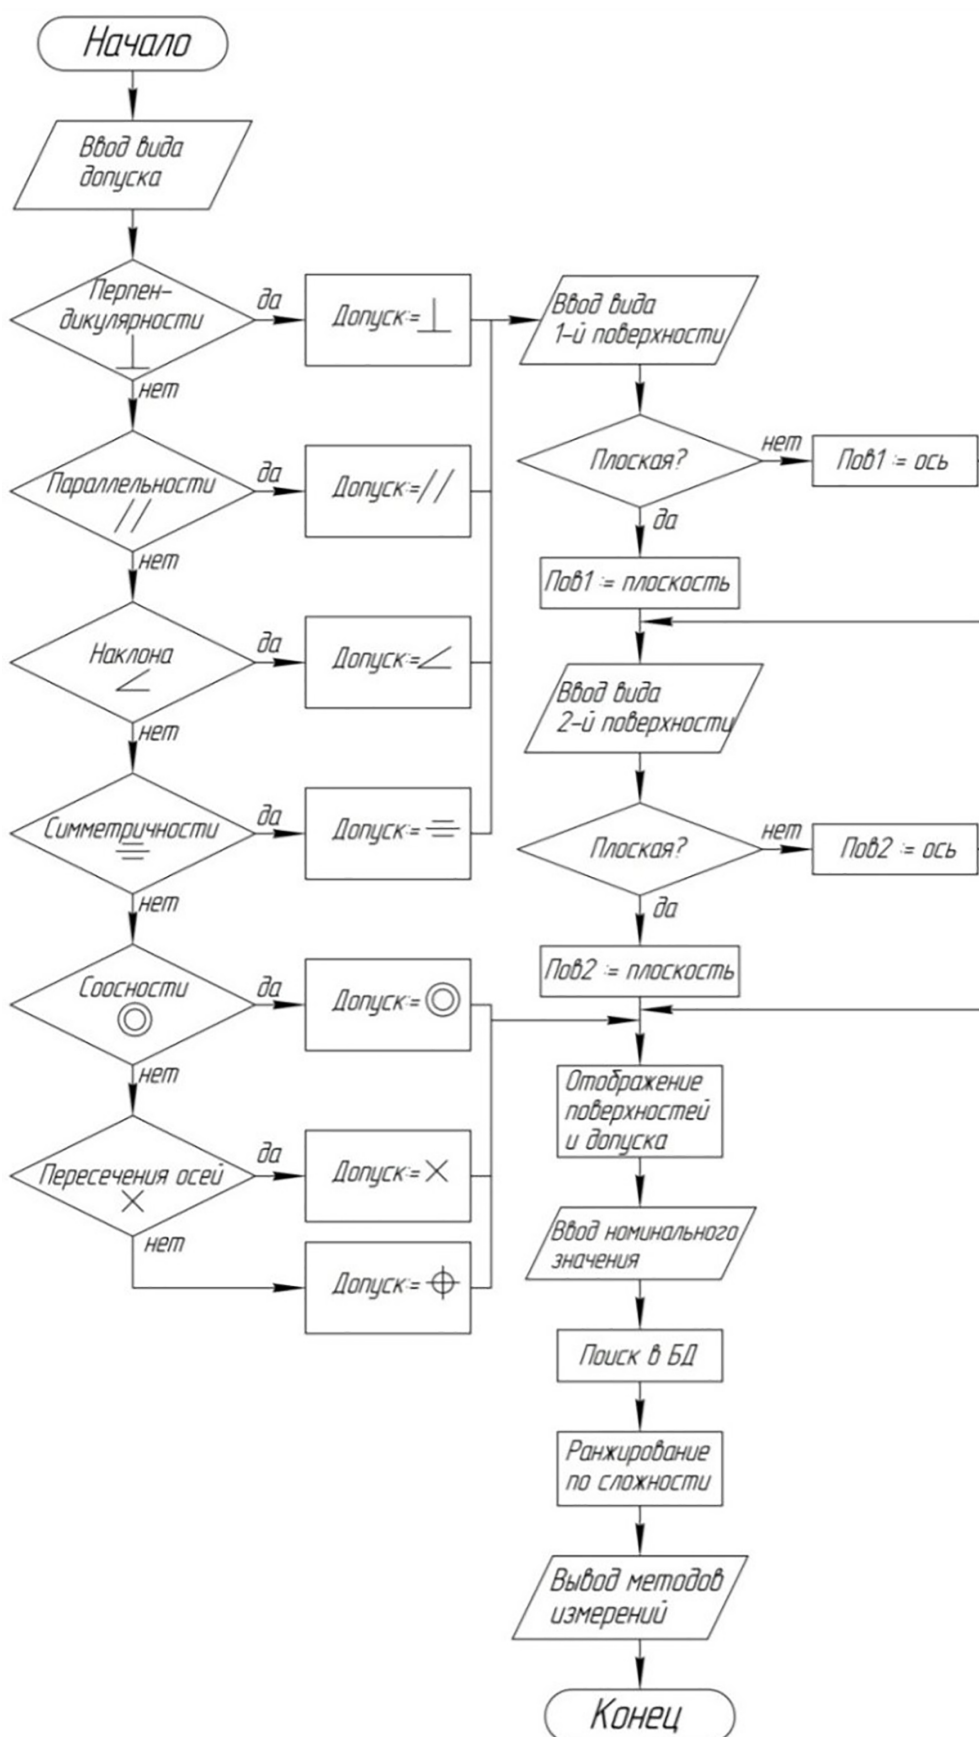 Начало
Ввод вида
допуска
Перпен-
дикулярности
⊥
да
нет
Допуск:=⊥
Параллельности
//
да
нет
Допуск:=//
Наклона
∠
да
нет
Допуск:=∠
Симметричности
⌯
да
нет
Допуск:=⌯
Соосности
◎
да
нет
Допуск:=◎
Пересечения осей
×
да
нет
Допуск:=×
Допуск:=⌖
Ввод вида
1-й поверхности
Плоская?
нет
Пов1 := ось
да
Пов1 := плоскость
Ввод вида
2-й поверхности
Плоская?
нет
Пов2 := ось
да
Пов2 := плоскость
Отображение
поверхностей
и допуска
Ввод номинального
значения
Поиск в БД
Ранжирование
по сложности
Вывод методов
измерений
Конец